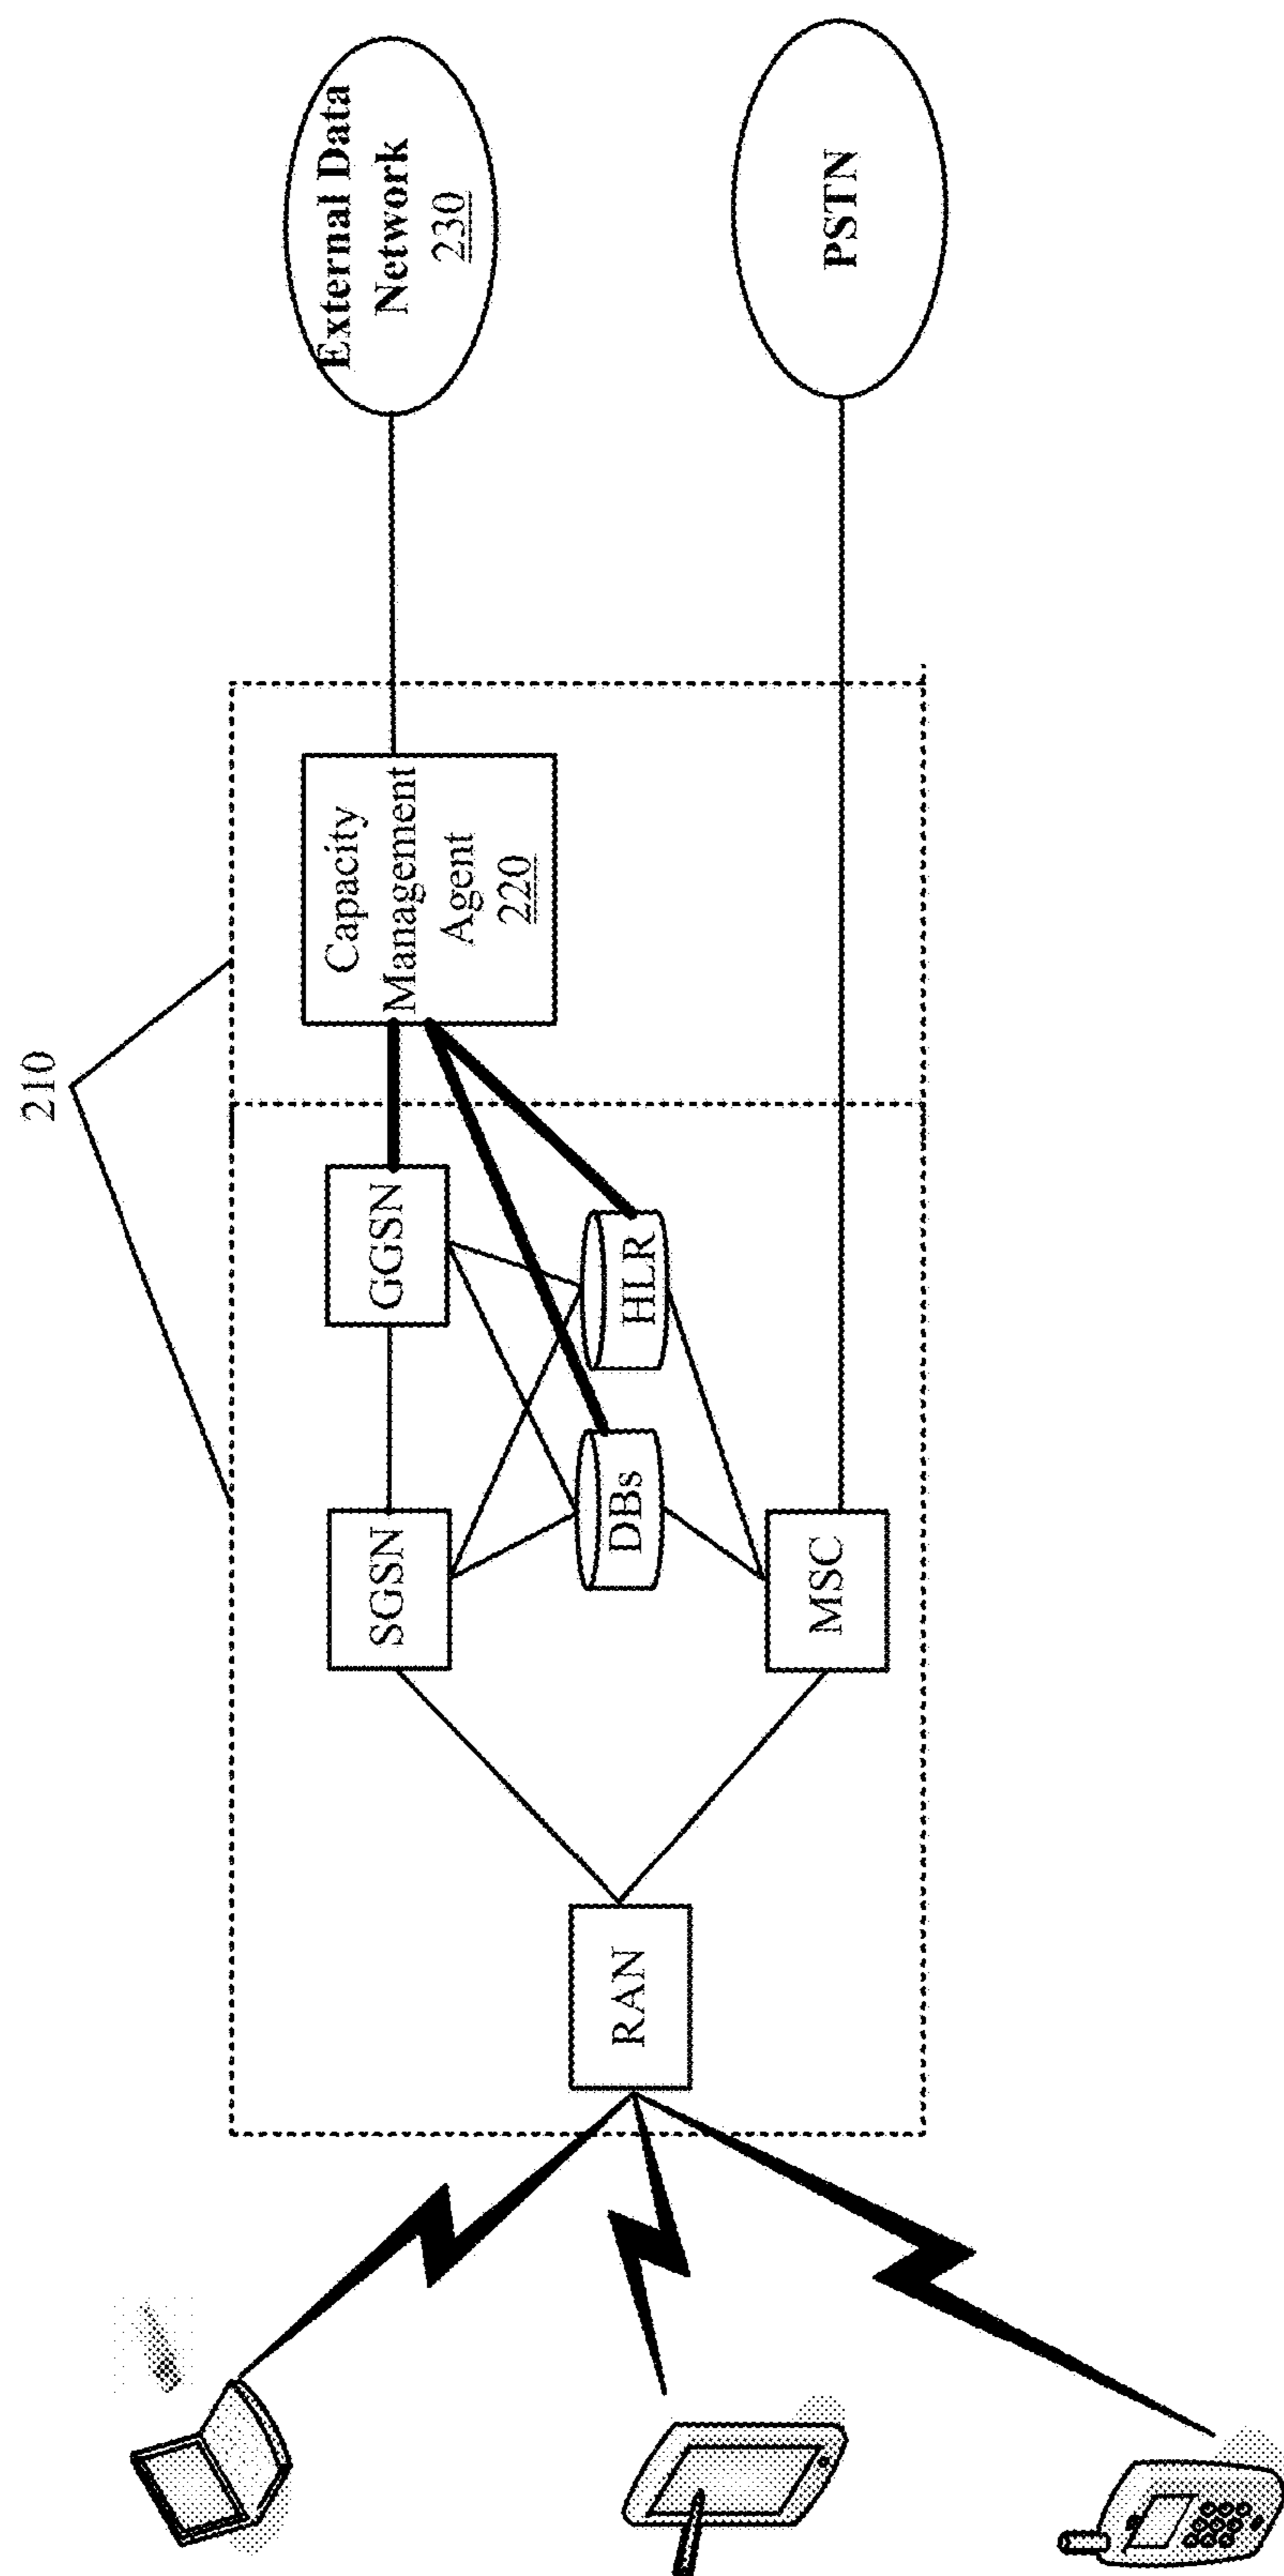 210
External Data
Network
230
Capacity
Management
Agent
220
GGSN
SGSN
HLR
DBs
RAN
MSC
PSTN